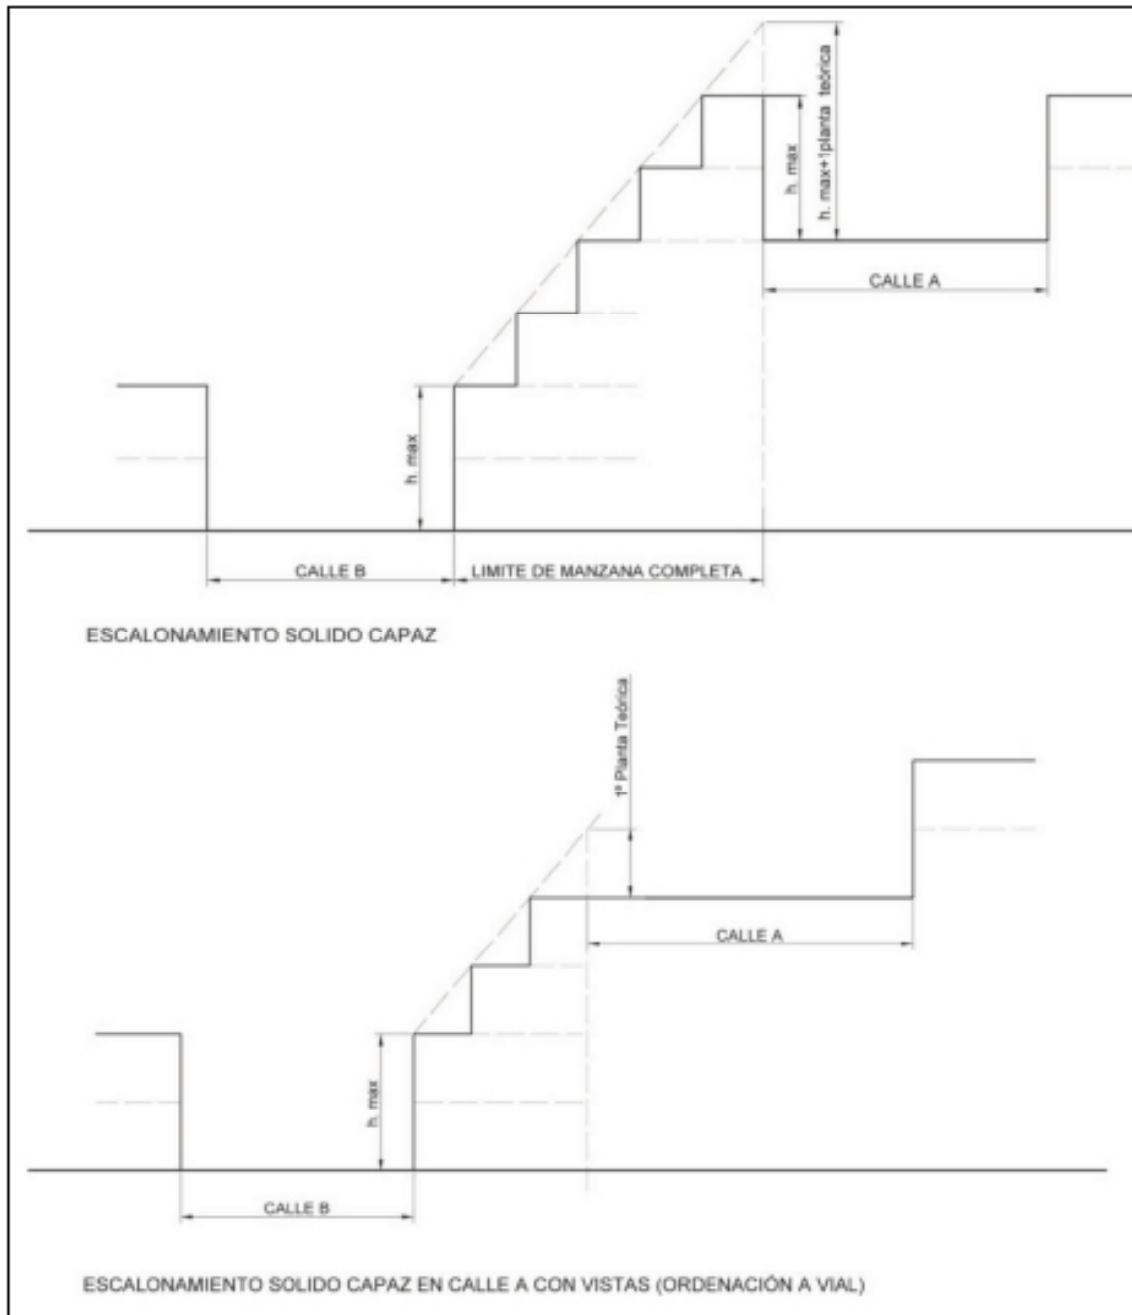 h. max+1planta teórica
h. max
CALLE A
h. max
CALLE B
LIMITE DE MANZANA COMPLETA
ESCALONAMIENTO SOLIDO CAPAZ
1ª Planta Teórica
CALLE A
h. max
CALLE B
ESCALONAMIENTO SOLIDO CAPAZ EN CALLE A CON VISTAS (ORDENACIÓN A VIAL)